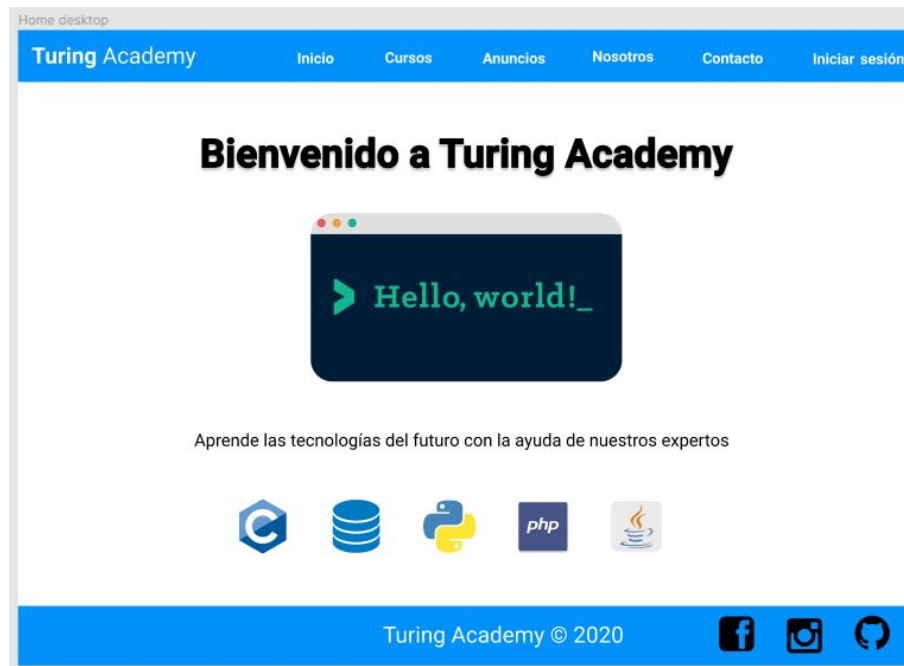 Home desktop
Turing Academy Inicio Cursos Anuncios Nosotros Contacto Iniciar sesión
Bienvenido a Turing Academy
> Hello, world!_
Aprende las tecnologías del futuro con la ayuda de nuestros expertos
C php
Turing Academy © 2020